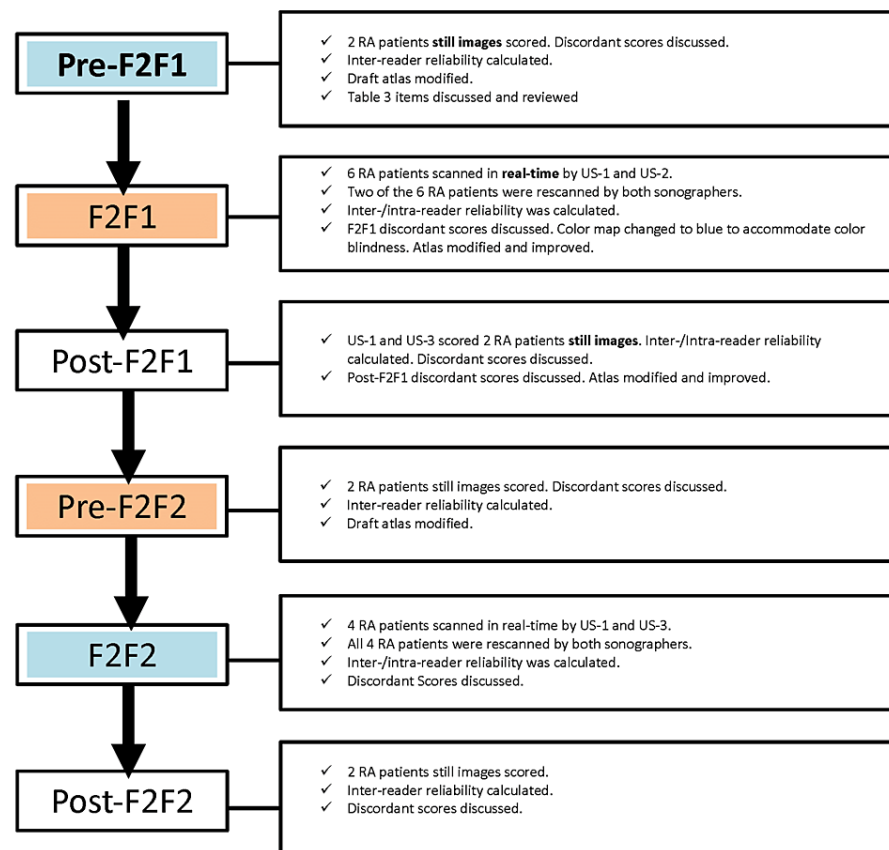 Pre-F2F1
✓ 2 RA patients still images scored. Discordant scores discussed.
✓ Inter-reader reliability calculated.
✓ Draft atlas modified.
✓ Table 3 items discussed and reviewed
F2F1
✓ 6 RA patients scanned in real-time by US-1 and US-2.
✓ Two of the 6 RA patients were rescanned by both sonographers.
✓ Inter-/intra-reader reliability was calculated.
✓ F2F1 discordant scores discussed. Color map changed to blue to accommodate color
blindness. Atlas modified and improved.
Post-F2F1
✓ US-1 and US-3 scored 2 RA patients still images. Inter-/Intra-reader reliability
calculated. Discordant scores discussed.
✓ Post-F2F1 discordant scores discussed. Atlas modified and improved.
Pre-F2F2
✓ 2 RA patients still images scored. Discordant scores discussed.
✓ Inter-reader reliability calculated.
✓ Draft atlas modified.
F2F2
✓ 4 RA patients scanned in real-time by US-1 and US-3.
✓ All 4 RA patients were rescanned by both sonographers.
✓ Inter-/intra-reader reliability was calculated.
✓ Discordant Scores discussed.
Post-F2F2
✓ 2 RA patients still images scored.
✓ Inter-reader reliability calculated.
✓ Discordant scores discussed.